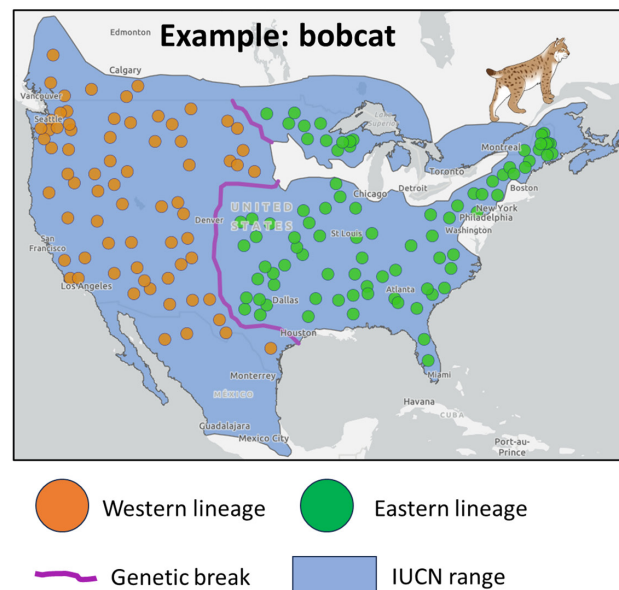 Example: bobcat
Edmonton
Calgary
Vancouver
Seattle
Lake
Superior
Montreal
Toronto
Boston
Chicago
Detroit
New York
Philadelphia
Denver
UNITED
STATES
St Louis
Washington
San
Francisco
Los Angeles
Dallas
Atlanta
Houston
Monterrey
Miami
MÉXICO
Havana
CUBA
Guadalajara
Mexico City
Port-au-
Prince
Western lineage
Eastern lineage
Genetic break
IUCN range